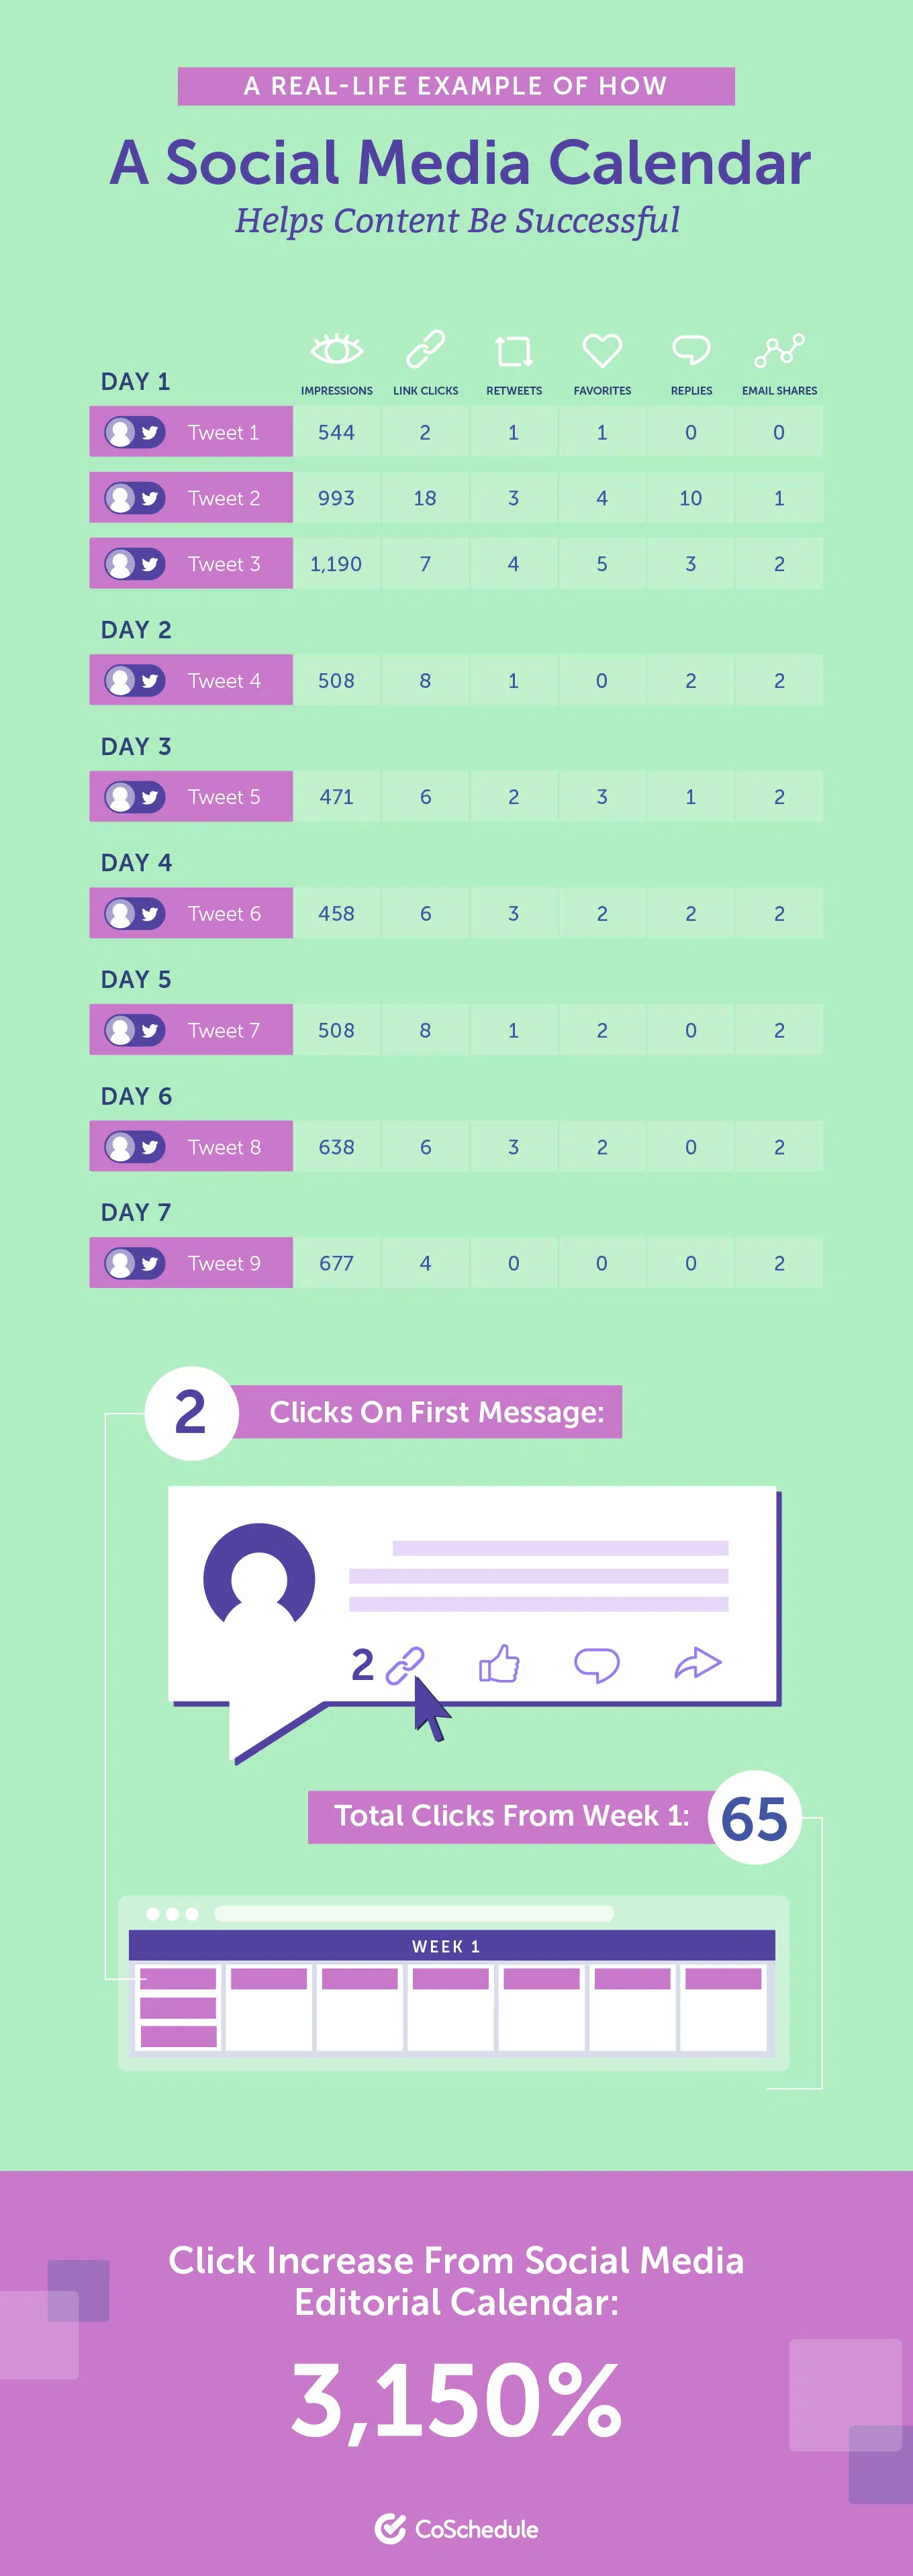 A REAL-LIFE EXAMPLE OF HOW
A Social Media Calendar
Helps Content Be Successful
DAY 1 IMPRESSIONS LINK CLICKS RETWEETS FAVORITES REPLIES EMAIL SHARES
Tweet 1 544 2 1 1 0 0
Tweet 2 993 18 3 4 10 1
Tweet 3 1,190 7 4 5 3 2
DAY 2
Tweet 4 508 8 1 0 2 2
DAY 3
Tweet 5 471 6 2 3 1 2
DAY 4
Tweet 6 458 6 3 2 2 2
DAY 5
Tweet 7 508 8 1 2 0 2
DAY 6
Tweet 8 638 6 3 2 0 2
DAY 7
Tweet 9 677 4 0 0 0 2
2 Clicks On First Message:
2
Total Clicks From Week 1: 65
WEEK 1
Click Increase From Social Media
Editorial Calendar:
3,150%
CoSchedule